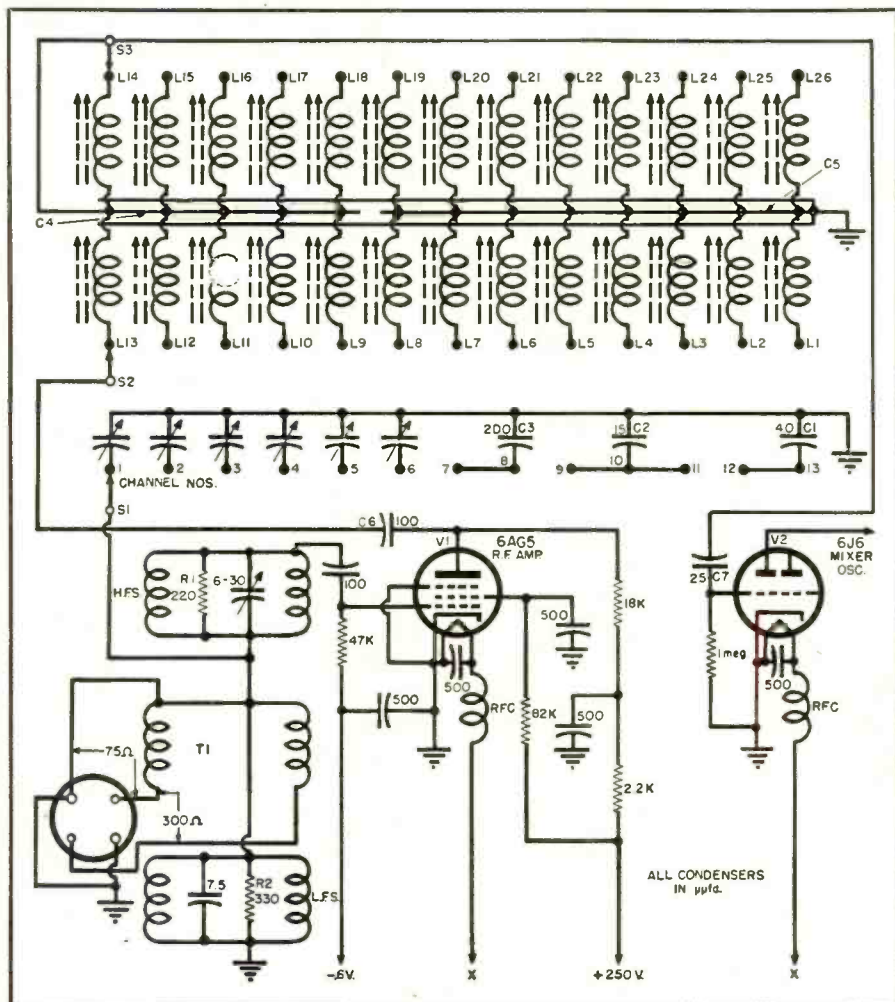 S3
L14 L15 L16 L17 L18 L19 L20 L21 L22 L23 L24 L25 L26
C5
C4
L13 L12 L11 L10 L9 L8 L7 L6 L5 L4 L3 L2 L1
S2
200 C3 15 C2 40 C1
1 2 3 4 5 6 7 8 9 10 11 12 13
CHANNEL NOS.
S1
C6 100
V1 6AG5
R.F. AMP.
V2 6J6
MIXER
OSC.
H.F.S.
R1
220
6-30
100
18K
25 C7
500
47K
1 meg.
500
500
500
RFC
82K
500
RFC
75Ω
T1
300Ω
2.2K
7.5
R2
330
L.F.S.
ALL CONDENSERS
IN μμfd.
-.6V. X +250 V. X